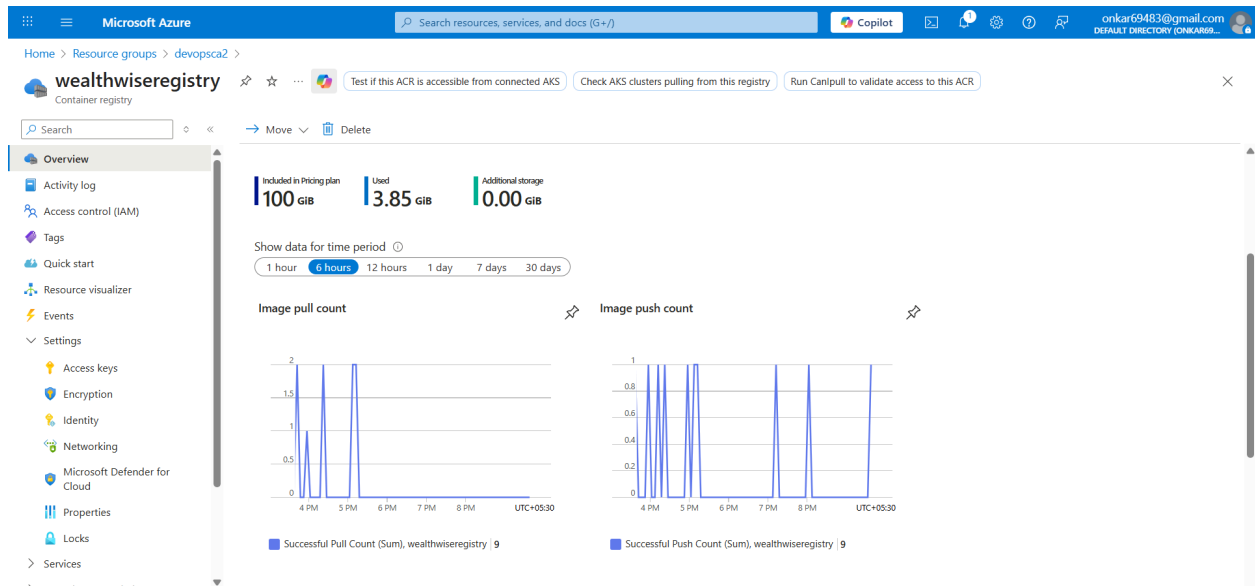 Microsoft Azure
Search resources, services, and docs (G+/)
Copilot
1
onkar69483@gmail.com
DEFAULT DIRECTORY (ONKAR69...
Home > Resource groups > devopsca2 >
wealthwiseregistry
Container registry
Test if this ACR is accessible from connected AKS
Check AKS clusters pulling from this registry
Run CanIpull to validate access to this ACR
Search
Move
Delete
Overview
Activity log
Access control (IAM)
Tags
Quick start
Resource visualizer
Events
Settings
Access keys
Encryption
Identity
Networking
Microsoft Defender for
Cloud
Properties
Locks
Services
Included in Pricing plan
100 GiB
Used
3.85 GiB
Additional storage
0.00 GiB
Show data for time period
1 hour 6 hours 12 hours 1 day 7 days 30 days
Image pull count
2
1.5
1
0.5
0
4 PM 5 PM 6 PM 7 PM 8 PM UTC+05:30
Successful Pull Count (Sum), wealthwiseregistry | 9
Image push count
1
0.8
0.6
0.4
0.2
0
4 PM 5 PM 6 PM 7 PM 8 PM UTC+05:30
Successful Push Count (Sum), wealthwiseregistry | 9